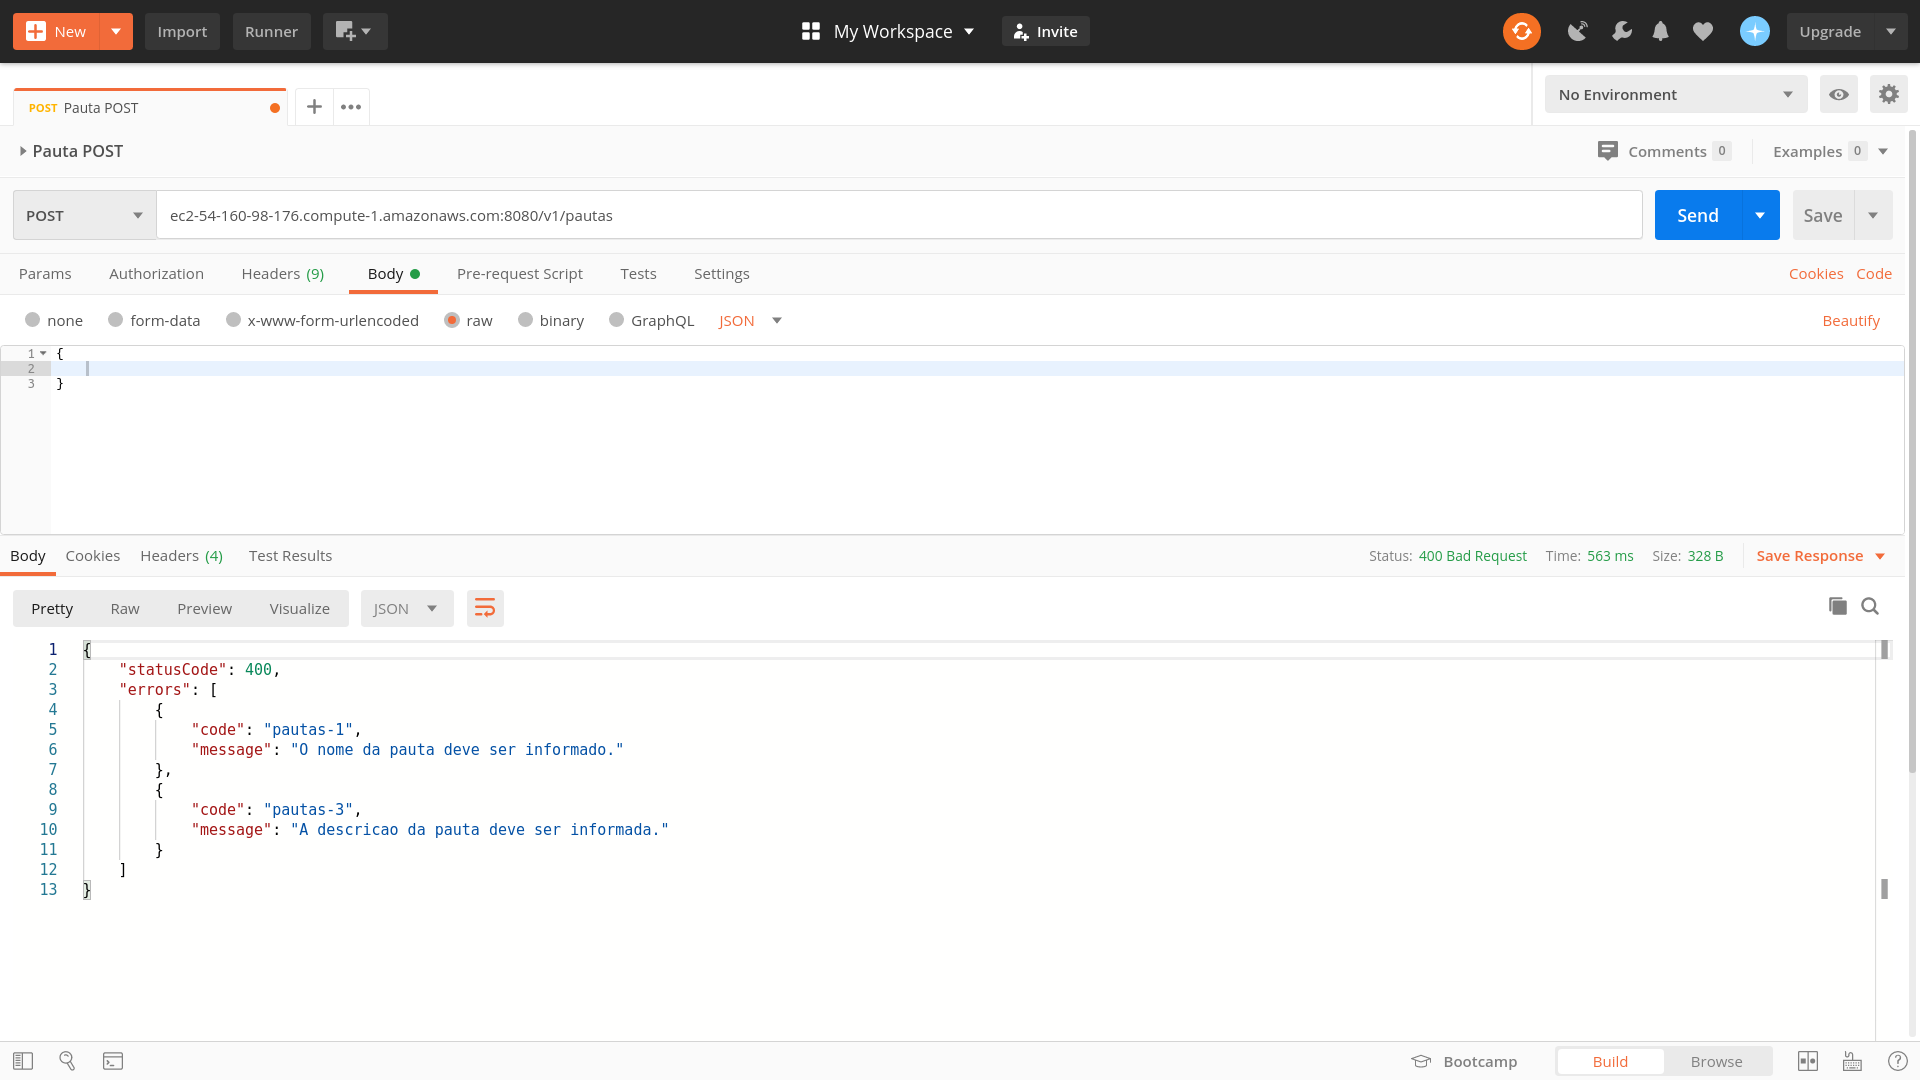 New
Import
Runner
My Workspace
Invite
Upgrade
POST Pauta POST
No Environment
Pauta POST
Comments 0
Examples 0
POST
ec2-54-160-98-176.compute-1.amazonaws.com:8080/v1/pautas
Send
Save
Params Authorization Headers (9) Body Pre-request Script Tests Settings
Cookies Code
none form-data x-www-form-urlencoded raw binary GraphQL JSON
Beautify
1 {
2
3 }
Body Cookies Headers (4) Test Results
Status: 400 Bad Request Time: 563 ms Size: 328 B Save Response
Pretty Raw Preview Visualize JSON
1 {
2 "statusCode": 400,
3 "errors": [
4 {
5 "code": "pautas-1",
6 "message": "O nome da pauta deve ser informado."
7 },
8 {
9 "code": "pautas-3",
10 "message": "A descricao da pauta deve ser informada."
11 }
12 ]
13 }
Bootcamp
Build
Browse